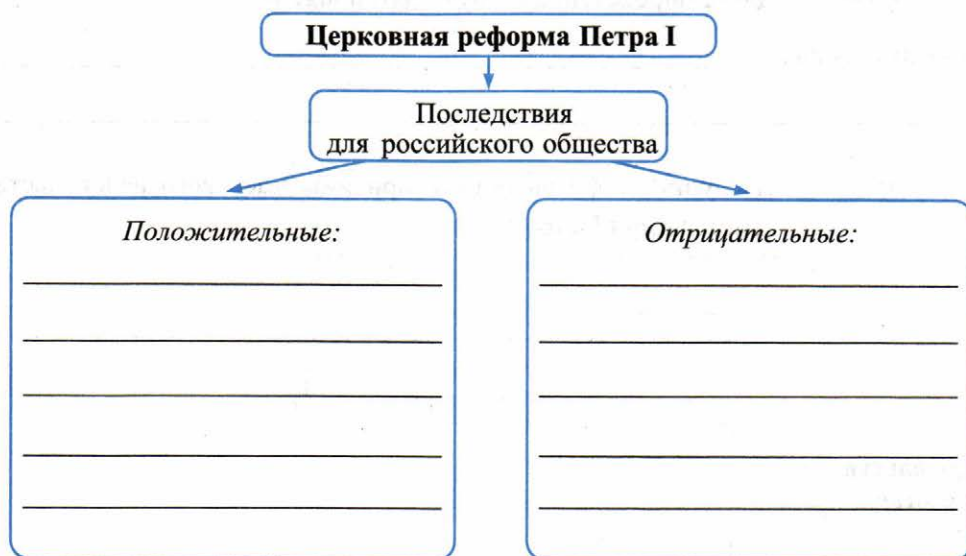 Церковная реформа Петра I
Последствия
для российского общества
Положительные:
Отрицательные: